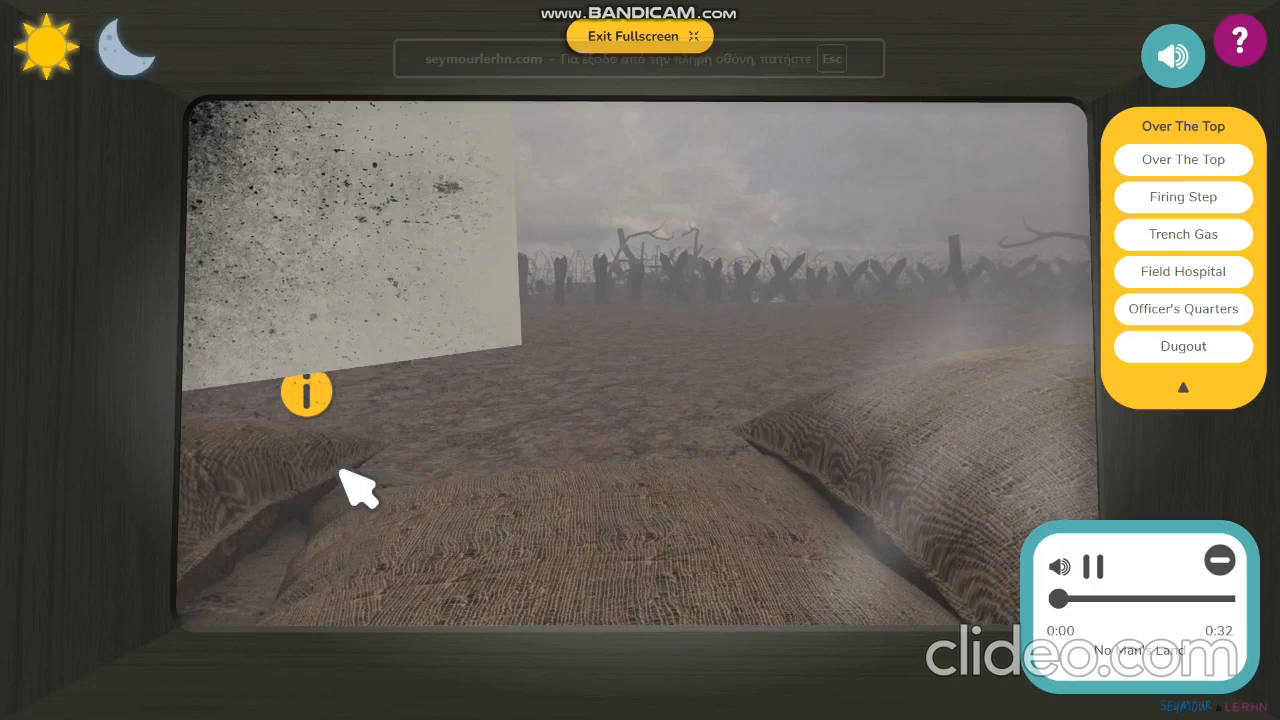 www.BANDICAM.com
Exit Fullscreen
seymourlerhn.com - Για έξοδο από την πλήρη οθόνη, πατήστε Esc
?
Over The Top
Over The Top
Firing Step
Trench Gas
Field Hospital
Officer's Quarters
Dugout
i
0:00 0:32
No Man's Land
clideo.com
SEYMOUR & LERHN